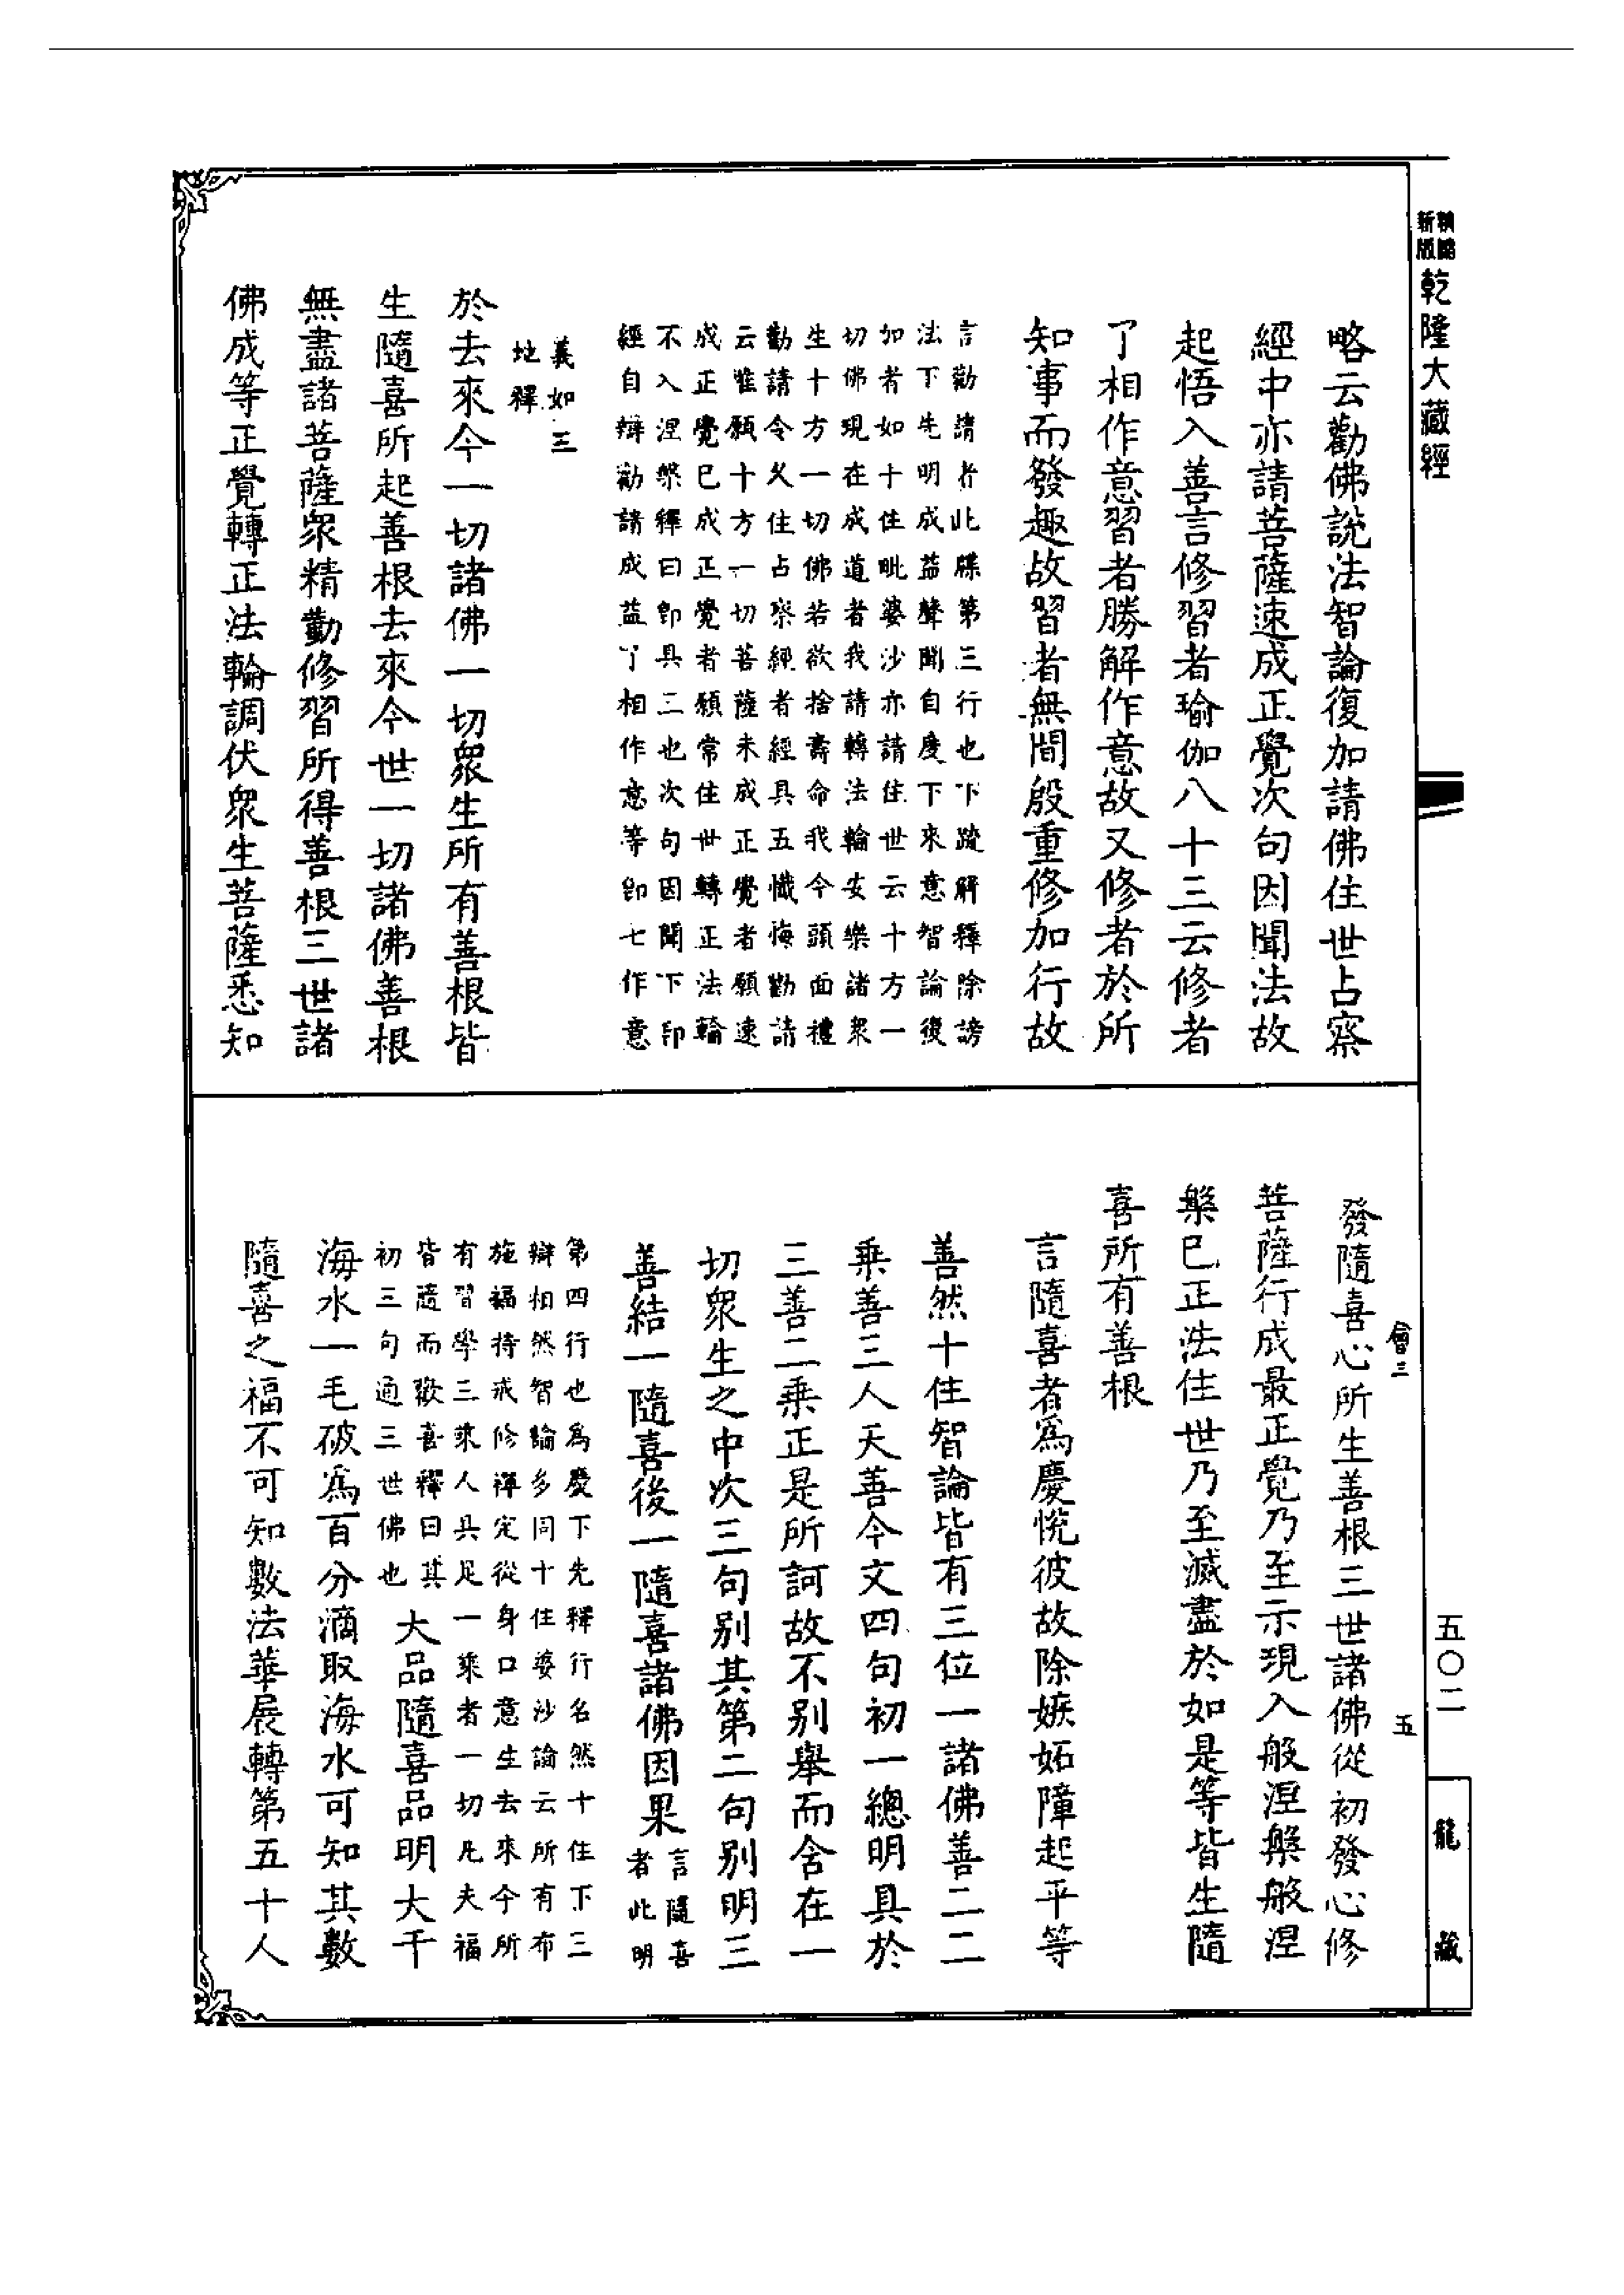 新版
精縮
乾隆大藏經
略云勸佛說法智論復加請佛住世占察
經中亦請菩薩速成正覺次句因聞法故
起悟入善言修習者瑜伽八十三云修者
了相作意習者勝解作意故又修者於所
知事而發趣故習者無間殷重修加行故
言勸請者此牒第三行也下疏解釋除謗
法下先明成益聲聞自度下來意智論復
加者如十住毗婆沙亦請住世云十方一
切佛現在成道者我請轉法輪安樂諸衆
生十方一切佛若欲捨壽命我今頭面禮
勸請令久住占察經者經具五懺悔勸請
云唯願十方一切菩薩未成正覺者願速
成正覺已成正覺者願常住世轉正法輪
不入涅槃釋曰卽具二也次句因聞下卽
經自辯勸請成益了相作意等卽七作意
義如三
地釋
於去來今一切諸佛一切衆生所有善根皆
生隨喜所起善根去來今世一切諸佛善根
無盡諸菩薩衆精勤修習所得善根三世諸
佛成等正覺轉正法輪調伏衆生菩薩悉知
會三
五
發隨喜心所生善根三世諸佛從初發心修
菩薩行成最正覺乃至示現入般涅槃般涅
槃已正法住世乃至滅盡於如是等皆生隨
喜所有善根
言隨喜者爲慶悅彼故除嫉妬障起平等
善然十住智論皆有三位一諸佛善二二
乘善三人天善今文四句初一總明具於
三善二乘正是所訶故不別舉而含在一
切衆生之中次三句別其第二句別明三
善結一隨喜後一隨喜諸佛因果
言隨喜
者此明
第四行也爲慶下先釋行名然十住下三
辯相然智論多同十住婆沙論云所有布
施福持戒修禪定從身口意生去來今所
有習學三乘人具足一乘者一切凡夫福
皆隨而歡喜釋曰其
初三句通三世佛也
大品隨喜品明大千
海水一毛破爲百分滴取海水可知其數
隨喜之福不可知數法華展轉第五十人
五〇二
龍
藏